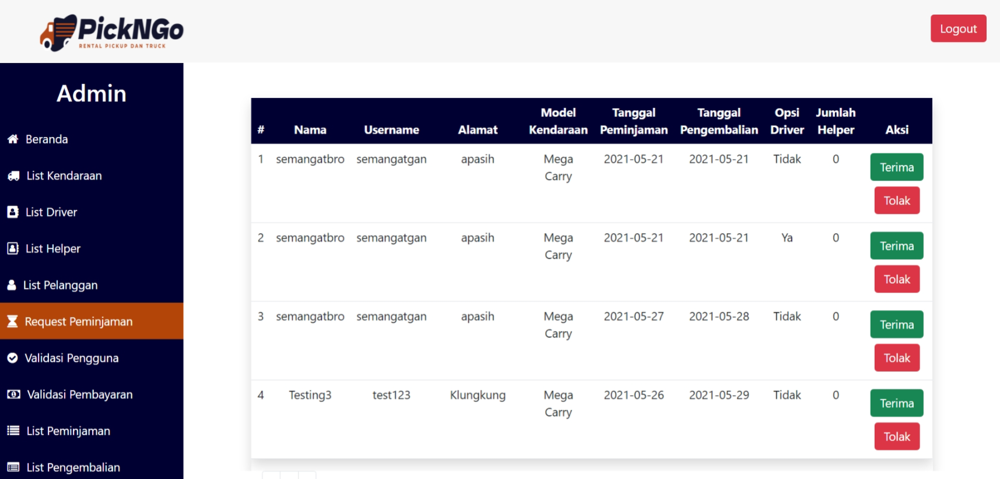 PickNGo
RENTAL PICKUP DAN TRUCK
Logout
Admin
Beranda
List Kendaraan
List Driver
List Helper
List Pelanggan
Request Peminjaman
Validasi Pengguna
Validasi Pembayaran
List Peminjaman
List Pengembalian
# Nama Username Alamat Model Kendaraan Tanggal Peminjaman Tanggal Pengembalian Opsi Driver Jumlah Helper Aksi
1 semangatbro semangatgan apasih Mega Carry 2021-05-21 2021-05-21 Tidak 0 Terima
Tolak
2 semangatbro semangatgan apasih Mega Carry 2021-05-21 2021-05-21 Ya 0 Terima
Tolak
3 semangatbro semangatgan apasih Mega Carry 2021-05-27 2021-05-28 Tidak 0 Terima
Tolak
4 Testing3 test123 Klungkung Mega Carry 2021-05-26 2021-05-29 Tidak 0 Terima
Tolak